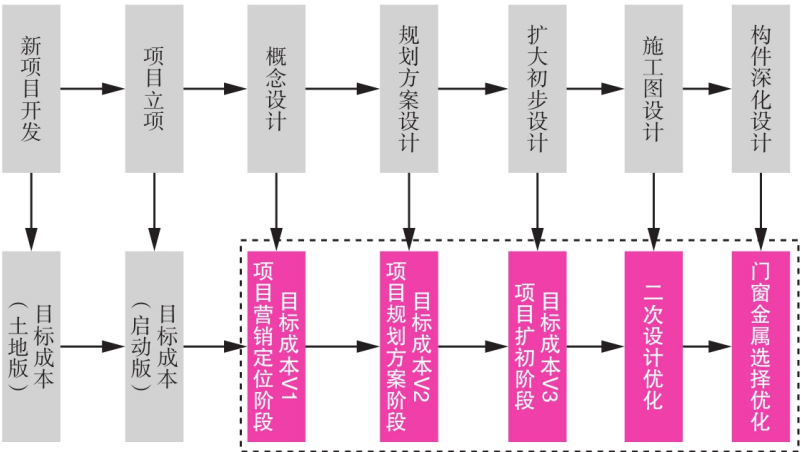 新项目开发
项目立项
概念设计
规划方案设计
扩大初步设计
施工图设计
构件深化设计
目标成本
(土地版)
目标成本
(启动版)
目标成本V1
项目营销定位阶段
目标成本V2
项目规划方案阶段
目标成本V3
项目扩初阶段
二次设计优化
门窗金属选择优化